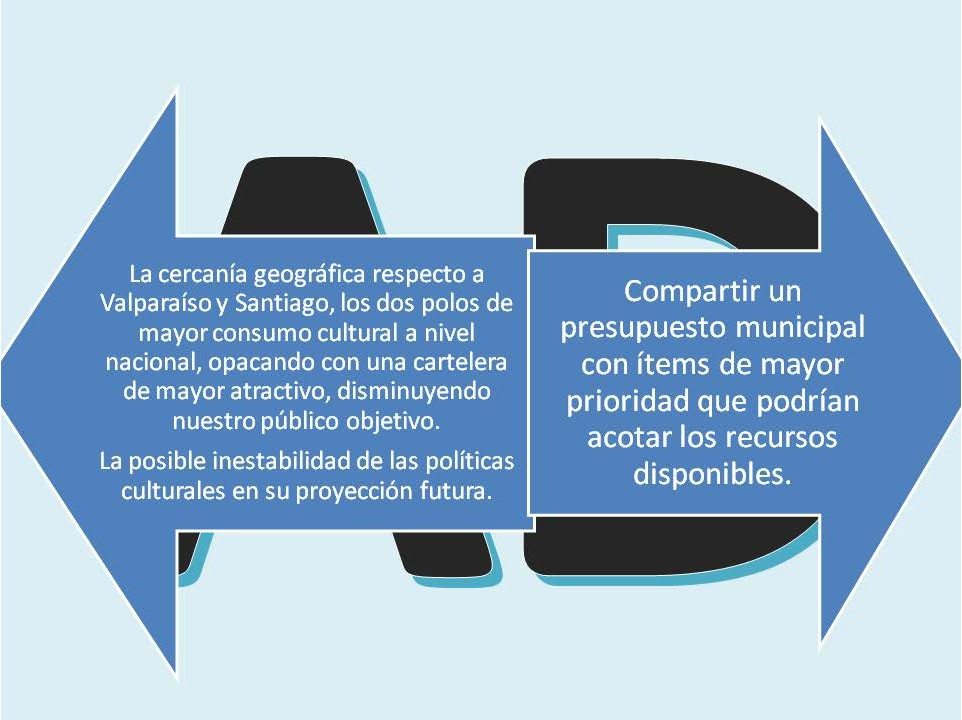 La cercanía geográfica respecto a
Valparaíso y Santiago, los dos polos de
mayor consumo cultural a nivel
nacional, opacando con una cartelera
de mayor atractivo, disminuyendo
nuestro público objetivo.
La posible inestabilidad de las políticas
culturales en su proyección futura.
Compartir un
presupuesto municipal
con ítems de mayor
prioridad que podrían
acotar los recursos
disponibles.
A D